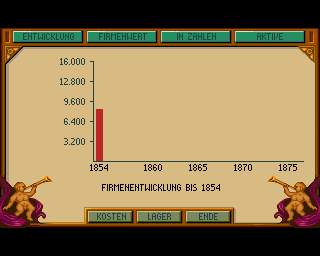 ENTWICKLUNG FIRMENWERT IN ZAHLEN AKTIVE
16.000
12.800
9.600
6.400
3.200
1854 1860 1865 1870 1875
FIRMENENTWICKLUNG BIS 1854
KOSTEN LAGER ENDE